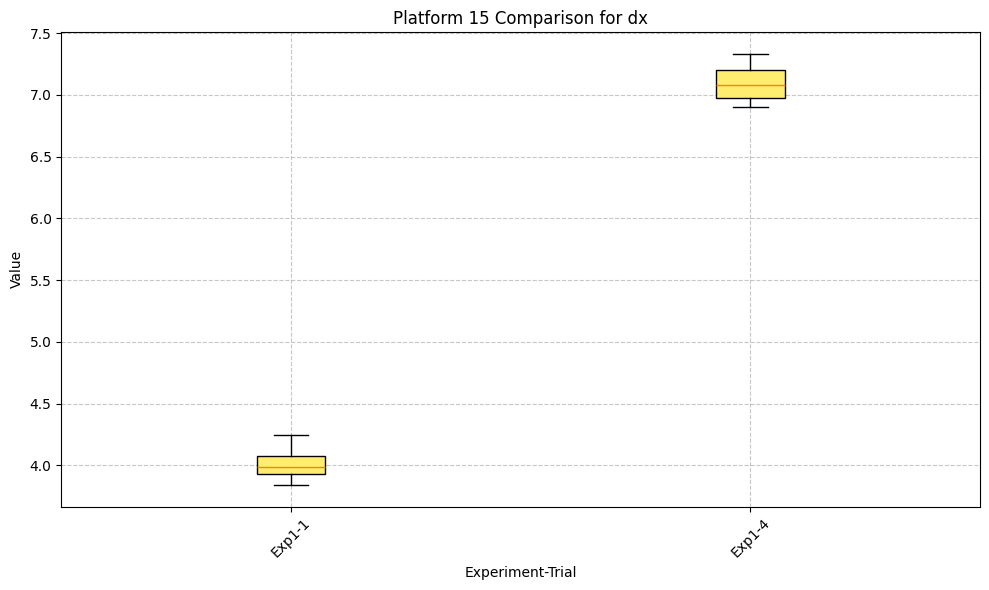 Platform 15 Comparison for dx
7.5
7.0
6.5
6.0
5.5
5.0
4.5
4.0
Value
Exp1-1
Exp1-4
Experiment-Trial